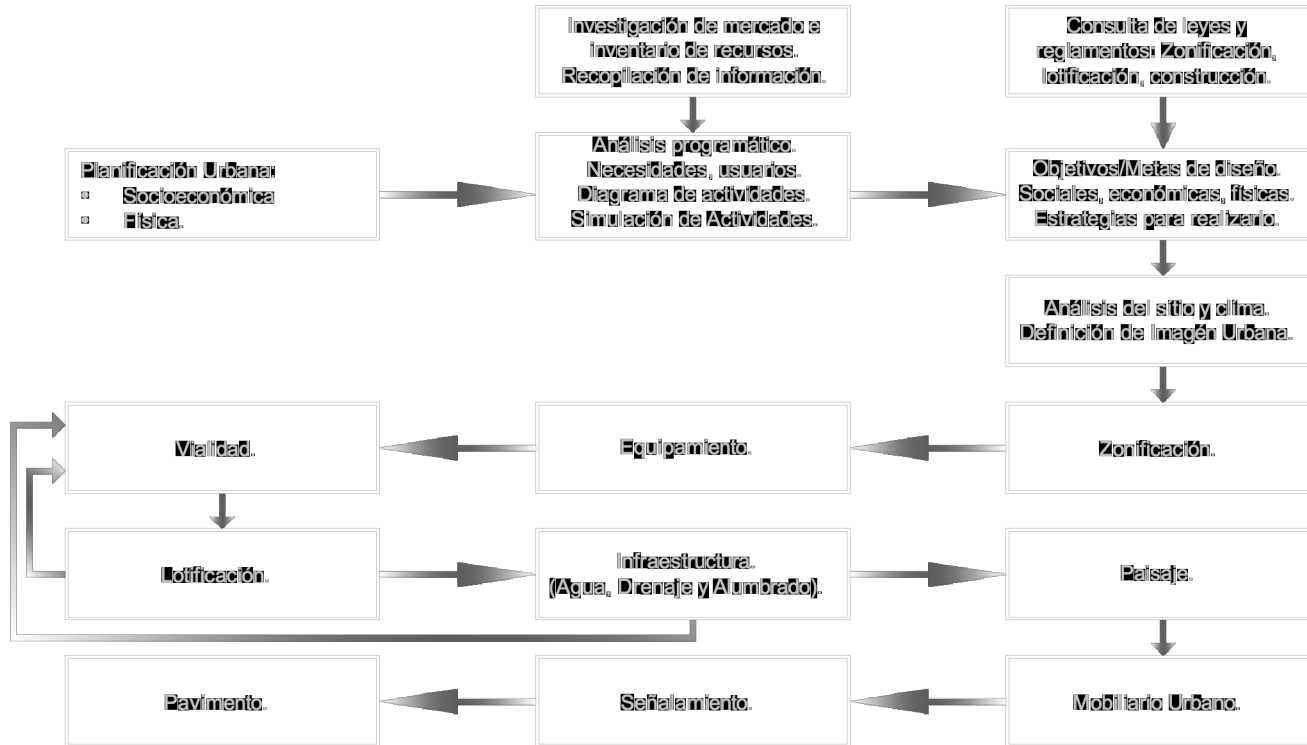 Investigación de mercado e
inventario de recursos.
Recopilación de información.
Consulta de leyes y
reglamentos: Zonificación,
lotificación, construcción.
Planificación Urbana:
• Socioeconómica
• Física.
Análisis programático.
Necesidades, usuarios.
Diagrama de actividades.
Simulación de Actividades.
Objetivos/Metas de diseño.
Sociales, económicas, físicas.
Estrategias para realizarlo.
Análisis del sítio y clíma.
Definición de Imagén Urbana.
Vialidad.
Equipamiento.
Zonificación.
Lotificación.
Infraestructura.
(Agua, Drenaje y Alumbrado).
Paisaje.
Pavimento.
Señalamiento.
Mobiliario Urbano.